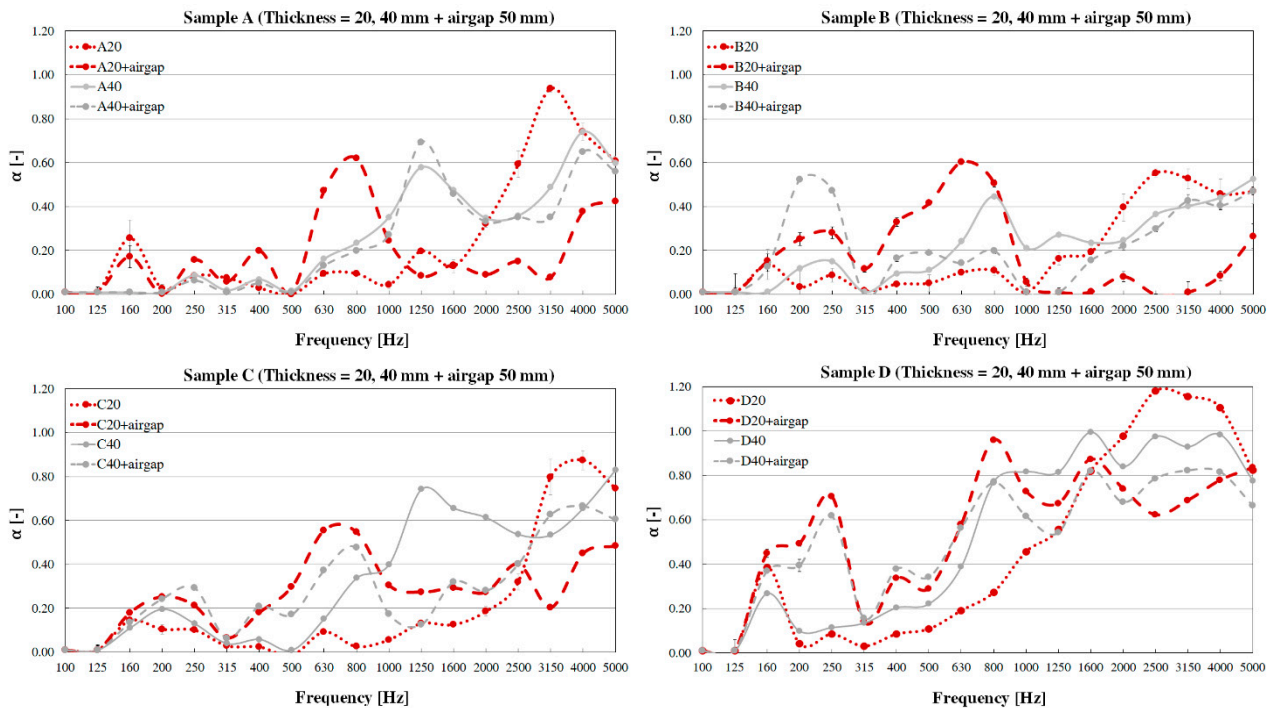 Sample A (Thickness = 20, 40 mm + airgap 50 mm)
1.20
1.00
0.80
0.60
0.40
0.20
0.00
α [-]
A20
A20+airgap
A40
A40+airgap
100 125 160 200 250 315 400 500 630 800 1000 1250 1600 2000 2500 3150 4000 5000
Frequency [Hz]
Sample B (Thickness = 20, 40 mm + airgap 50 mm)
1.20
1.00
0.80
0.60
0.40
0.20
0.00
α [-]
B20
B20+airgap
B40
B40+airgap
100 125 160 200 250 315 400 500 630 800 1000 1250 1600 2000 2500 3150 4000 5000
Frequency [Hz]
Sample C (Thickness = 20, 40 mm + airgap 50 mm)
1.20
1.00
0.80
0.60
0.40
0.20
0.00
α [-]
C20
C20+airgap
C40
C40+airgap
100 125 160 200 250 315 400 500 630 800 1000 1250 1600 2000 2500 3150 4000 5000
Frequency [Hz]
Sample D (Thickness = 20, 40 mm + airgap 50 mm)
1.20
1.00
0.80
0.60
0.40
0.20
0.00
α [-]
D20
D20+airgap
D40
D40+airgap
100 125 160 200 250 315 400 500 630 800 1000 1250 1600 2000 2500 3150 4000 5000
Frequency [Hz]